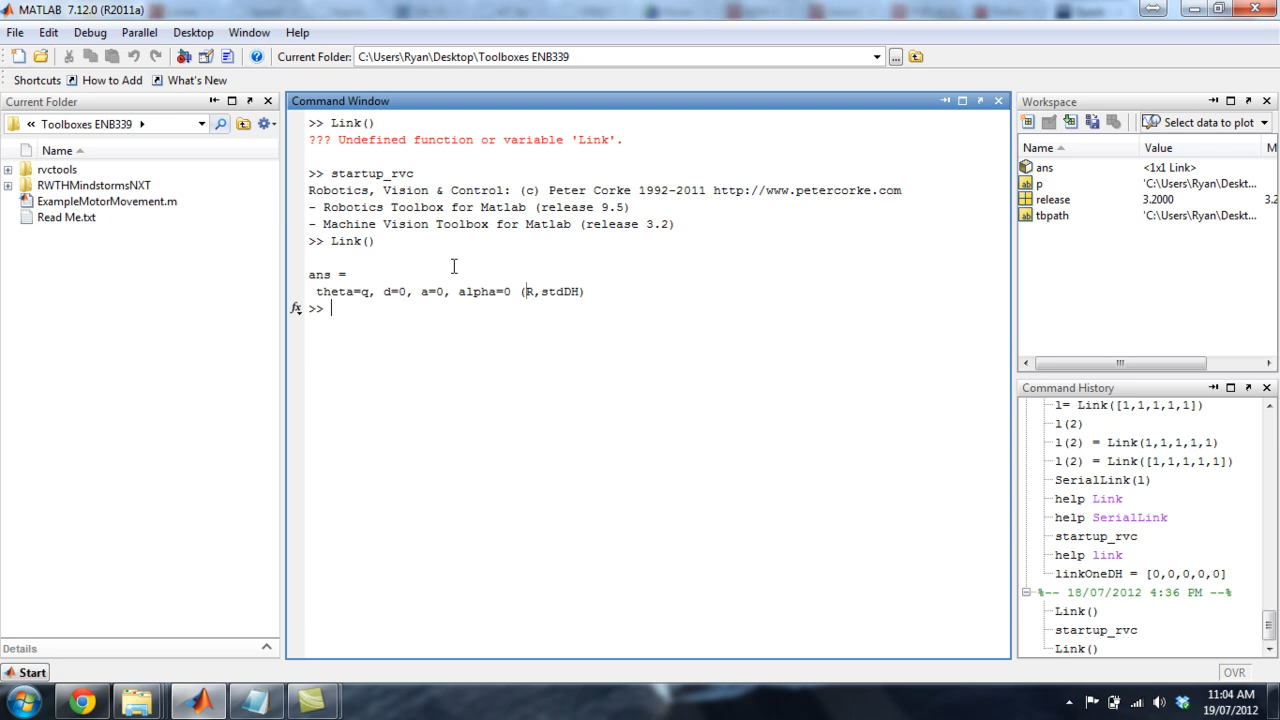 MATLAB 7.12.0 (R2011a)
File Edit Debug Parallel Desktop Window Help
Current Folder: C:\Users\Ryan\Desktop\Toolboxes ENB339
Shortcuts How to Add What's New
Current Folder
« Toolboxes ENB339
Name
rvctools
RWTHMindstormsNXT
ExampleMotorMovement.m
Read Me.txt
Details
Command Window
>> Link()
??? Undefined function or variable 'Link'.
>> startup_rvc
Robotics, Vision & Control: (c) Peter Corke 1992-2011 http://www.petercorke.com
- Robotics Toolbox for Matlab (release 9.5)
- Machine Vision Toolbox for Matlab (release 3.2)
>> Link()
ans =
theta=q, d=0, a=0, alpha=0 (R,stdDH)
fx >>
Workspace
Select data to plot
Name Value M
ans <1x1 Link>
p 'C:\Users\Ryan\Deskt...
release 3.2000 3.2
tbpath 'C:\Users\Ryan\Deskt...
Command History
l= Link([1,1,1,1,1])
l(2)
l(2) = Link(1,1,1,1,1)
l(2) = Link([1,1,1,1,1])
SerialLink(l)
help Link
help SerialLink
startup_rvc
help link
linkOneDH = [0,0,0,0,0]
%-- 18/07/2012 4:36 PM --%
Link()
startup_rvc
Link()
Start
OVR
11:04 AM
19/07/2012